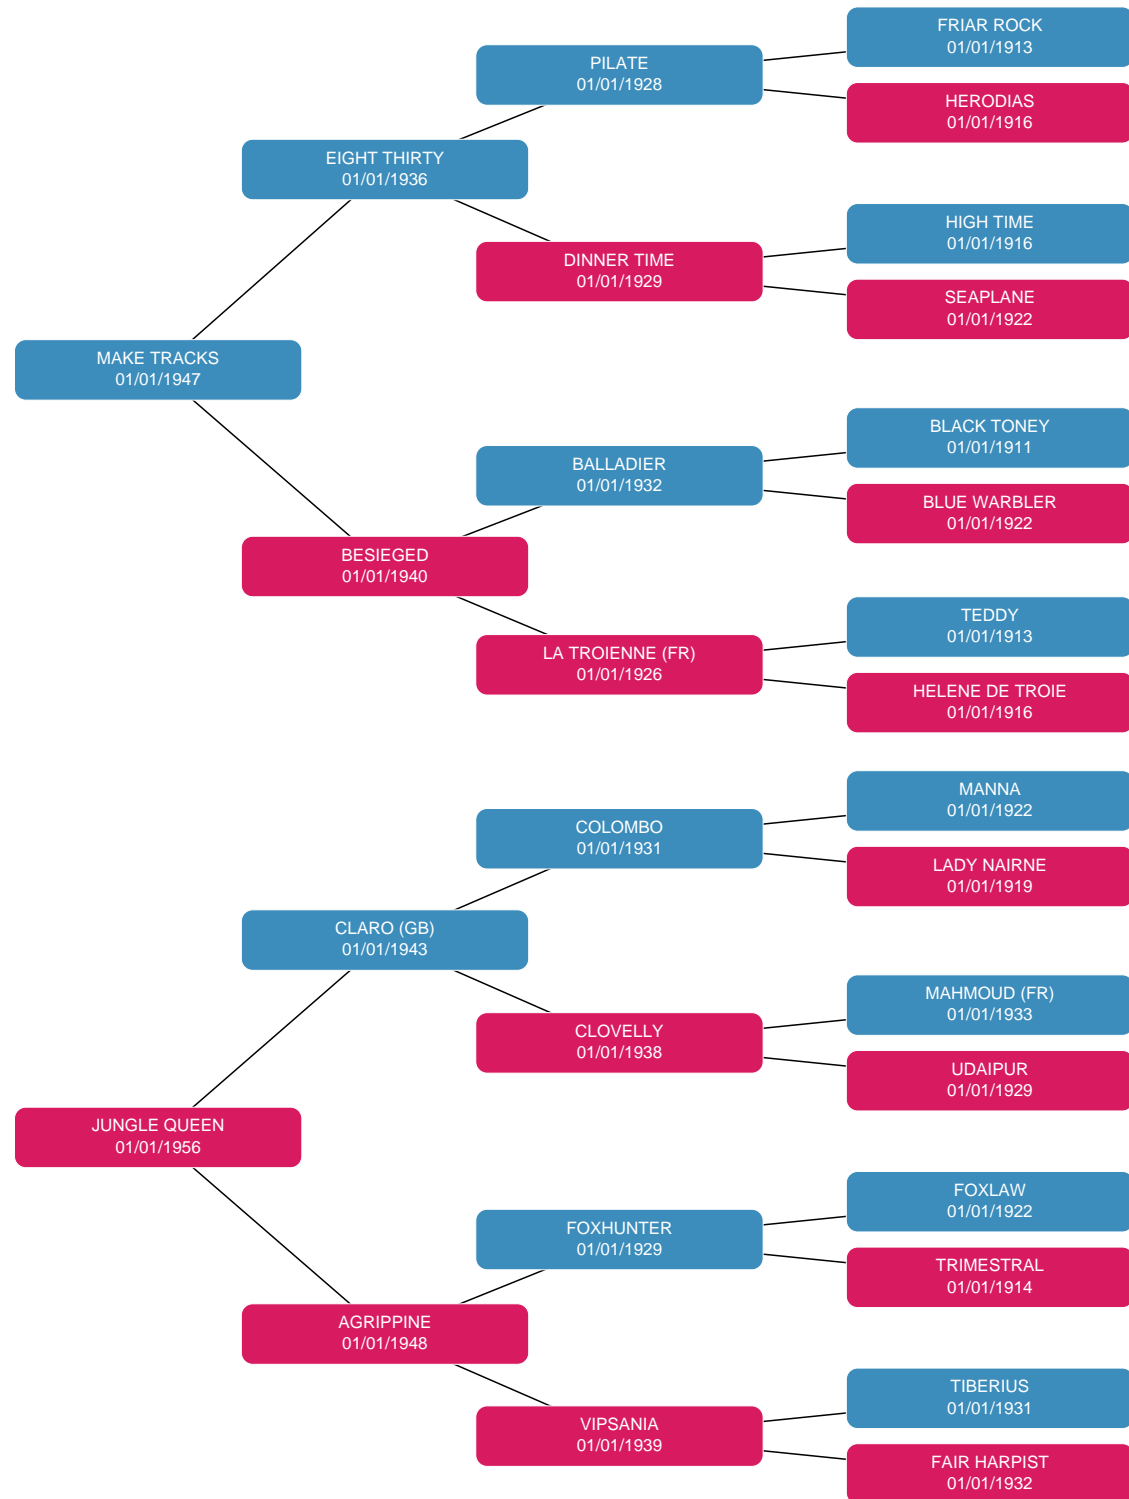 FRIAR ROCK
01/01/1913
PILATE
01/01/1928
HERODIAS
01/01/1916
EIGHT THIRTY
01/01/1936
HIGH TIME
01/01/1916
DINNER TIME
01/01/1929
SEAPLANE
01/01/1922
MAKE TRACKS
01/01/1947
BLACK TONEY
01/01/1911
BALLADIER
01/01/1932
BLUE WARBLER
01/01/1922
BESIEGED
01/01/1940
TEDDY
01/01/1913
LA TROIENNE (FR)
01/01/1926
HELENE DE TROIE
01/01/1916
MANNA
01/01/1922
COLOMBO
01/01/1931
LADY NAIRNE
01/01/1919
CLARO (GB)
01/01/1943
MAHMOUD (FR)
01/01/1933
CLOVELLY
01/01/1938
UDAIPUR
01/01/1929
JUNGLE QUEEN
01/01/1956
FOXLAW
01/01/1922
FOXHUNTER
01/01/1929
TRIMESTRAL
01/01/1914
AGRIPPINE
01/01/1948
TIBERIUS
01/01/1931
VIPSANIA
01/01/1939
FAIR HARPIST
01/01/1932